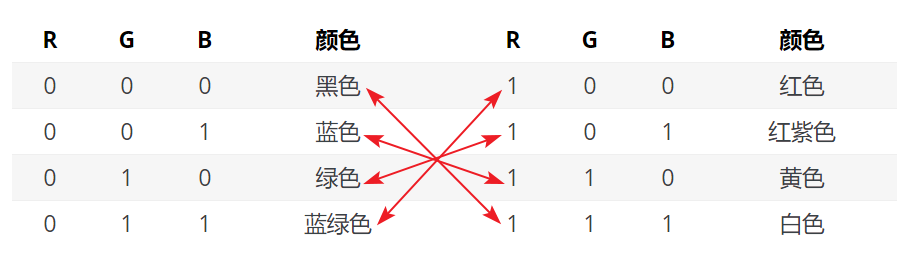 R G B 颜色 R G B 颜色
0 0 0 黑色 1 0 0 红色
0 0 1 蓝色 1 0 1 红紫色
0 1 0 绿色 1 1 0 黄色
0 1 1 蓝绿色 1 1 1 白色